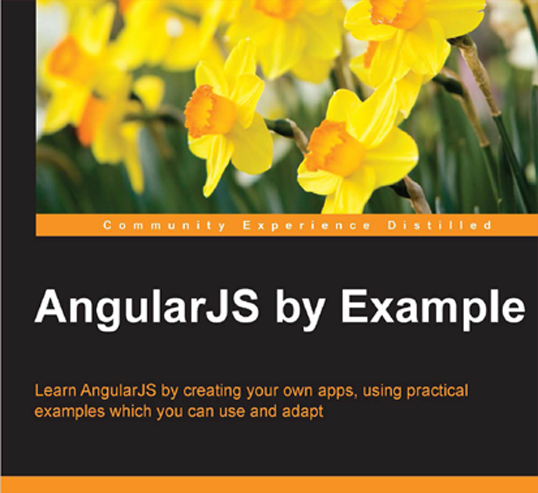 Community Experience Distilled
AngularJS by Example
Learn AngularJS by creating your own apps, using practical
examples which you can use and adapt